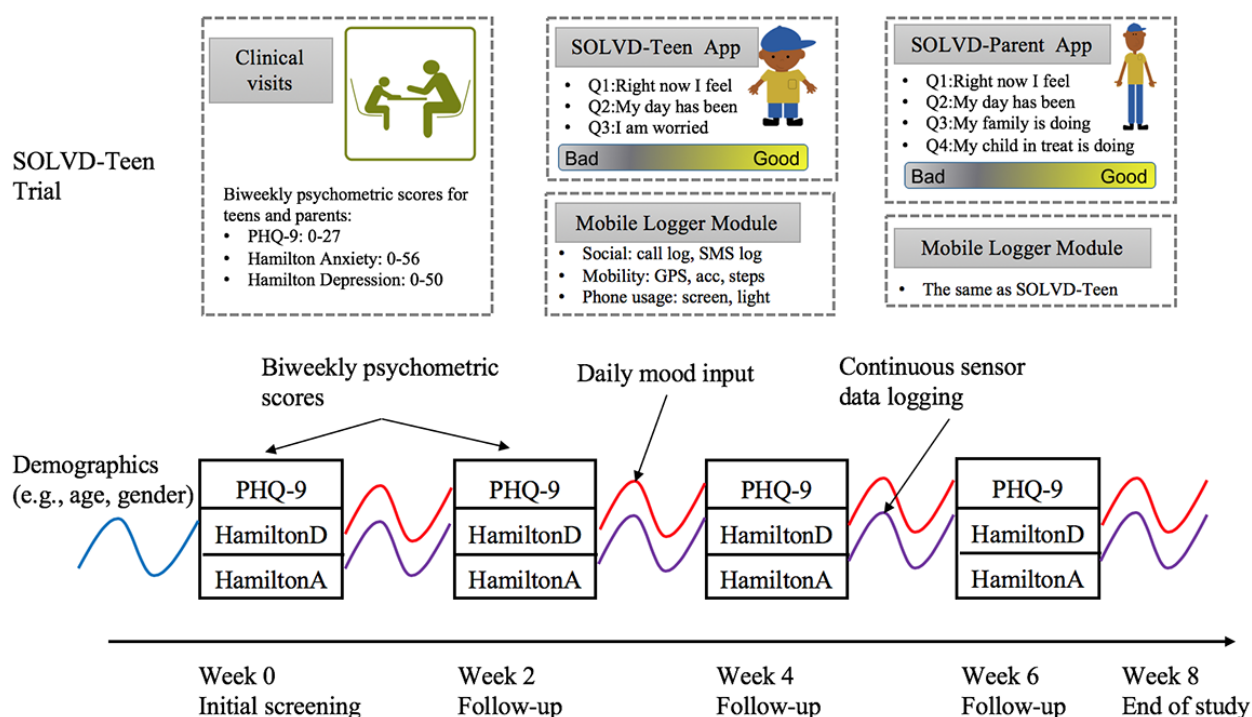 SOLVD-Teen
Trial
Clinical
visits
Biweekly psychometric scores for
teens and parents:
• PHQ-9: 0-27
• Hamilton Anxiety: 0-56
• Hamilton Depression: 0-50
SOLVD-Teen App
• Q1:Right now I feel
• Q2:My day has been
• Q3:I am worried
Bad Good
Mobile Logger Module
• Social: call log, SMS log
• Mobility: GPS, acc, steps
• Phone usage: screen, light
SOLVD-Parent App
• Q1:Right now I feel
• Q2:My day has been
• Q3:My family is doing
• Q4:My child in treat is doing
Bad Good
Mobile Logger Module
• The same as SOLVD-Teen
Biweekly psychometric
scores
Daily mood input
Continuous sensor
data logging
Demographics
(e.g., age, gender)
PHQ-9
HamiltonD
HamiltonA
PHQ-9
HamiltonD
HamiltonA
PHQ-9
HamiltonD
HamiltonA
PHQ-9
HamiltonD
HamiltonA
Week 0
Initial screening
Week 2
Follow-up
Week 4
Follow-up
Week 6
Follow-up
Week 8
End of study